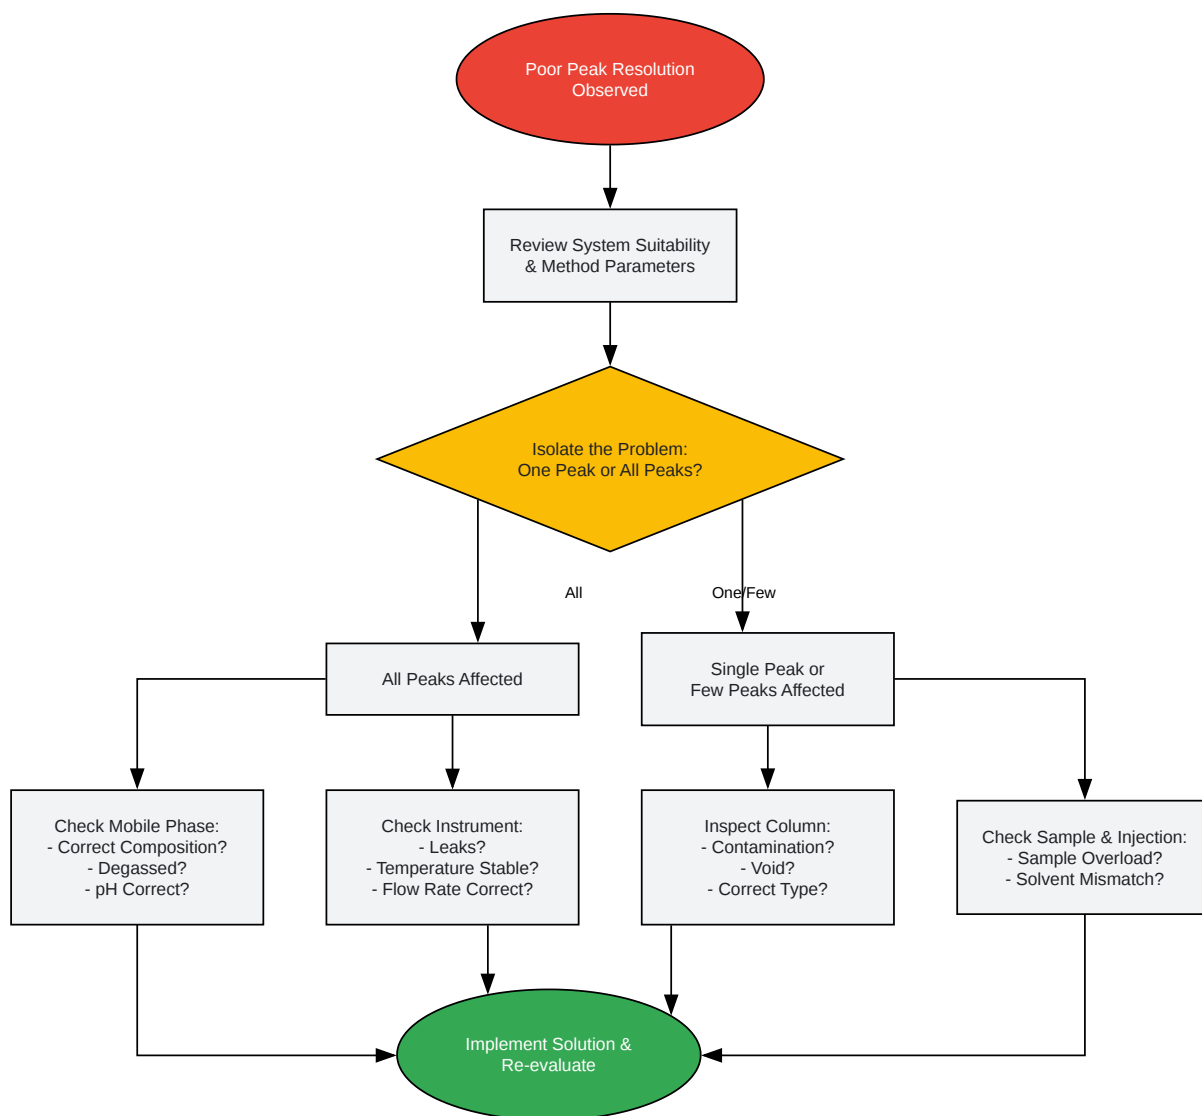 Poor Peak Resolution
Observed
Review System Suitability
& Method Parameters
Isolate the Problem:
One Peak or All Peaks?
All
One/Few
All Peaks Affected
Single Peak or
Few Peaks Affected
Check Mobile Phase:
- Correct Composition?
- Degassed?
- pH Correct?
Check Instrument:
- Leaks?
- Temperature Stable?
- Flow Rate Correct?
Inspect Column:
- Contamination?
- Void?
- Correct Type?
Check Sample & Injection:
- Sample Overload?
- Solvent Mismatch?
Implement Solution &
Re-evaluate